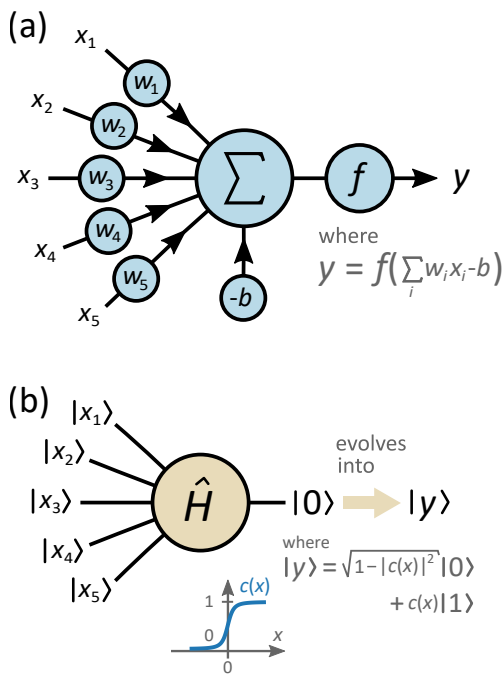 (a)
x₁
w₁
x₂
w₂
x₃
w₃
∑
f
y
x₄
w₄
where
y = f(∑ᵢ wᵢxᵢ-b)
w₅
x₅
-b
(b)
|x₁⟩
|x₂⟩
evolves
into
|x₃⟩
Ĥ
|0⟩
|y⟩
|x₄⟩
where
|y⟩ = √(1-|c(x)|²) |0⟩
+ c(x)|1⟩
|x₅⟩
c(x)
1
0
x
0